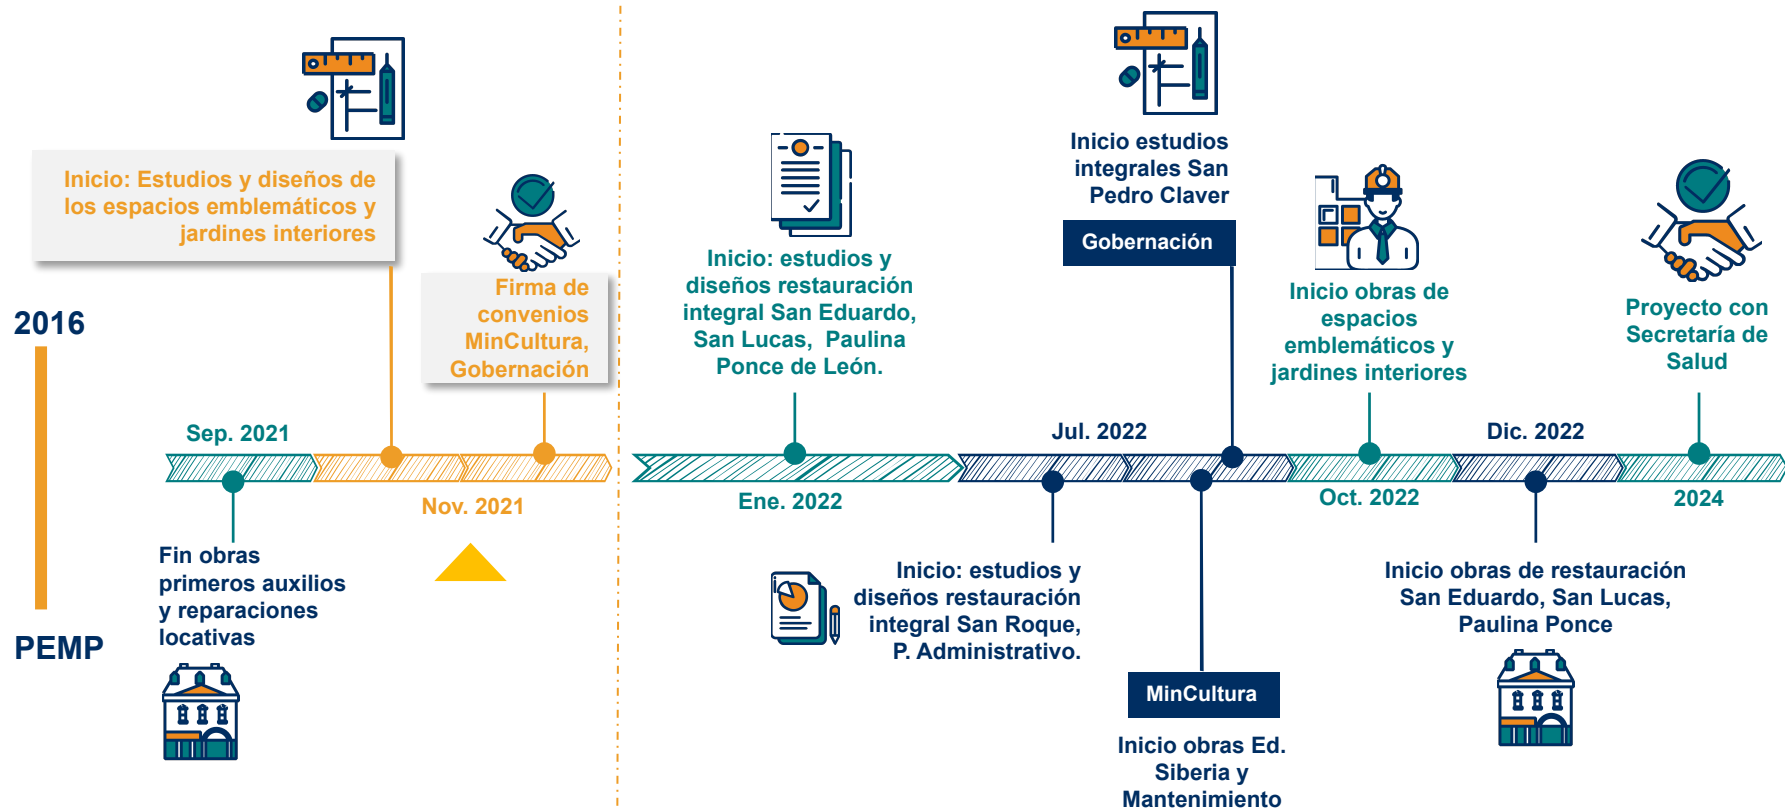 2016
PEMP
Inicio: Estudios y diseños de
los espacios emblemáticos y
jardines interiores
Firma de
convenios
MinCultura,
Gobernación
Sep. 2021
Nov. 2021
Fin obras
primeros auxilios
y reparaciones
locativas
Inicio: estudios y
diseños restauración
integral San Eduardo,
San Lucas, Paulina
Ponce de León.
Ene. 2022
Inicio estudios
integrales San
Pedro Claver
Gobernación
Jul. 2022
Inicio: estudios y
diseños restauración
integral San Roque,
P. Administrativo.
MinCultura
Inicio obras Ed.
Siberia y
Mantenimiento
Inicio obras de
espacios
emblemáticos y
jardines interiores
Oct. 2022
Dic. 2022
Inicio obras de restauración
San Eduardo, San Lucas,
Paulina Ponce
Proyecto con
Secretaría de
Salud
2024